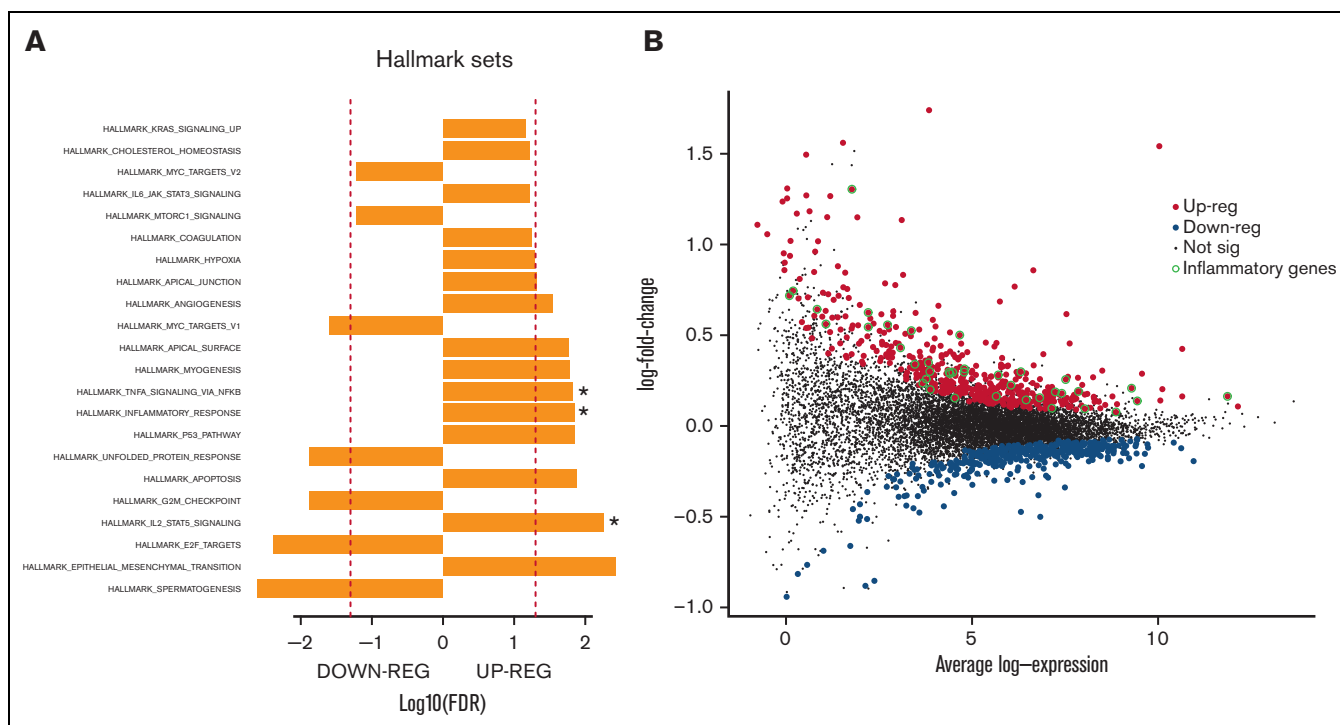 A
Hallmark sets
HALLMARK_KRAS_SIGNALING_UP
HALLMARK_CHOLESTEROL_HOMEOSTASIS
HALLMARK_MYC_TARGETS_V2
HALLMARK_IL6_JAK_STAT3_SIGNALING
HALLMARK_MTORC1_SIGNALING
HALLMARK_COAGULATION
HALLMARK_HYPOXIA
HALLMARK_APICAL_JUNCTION
HALLMARK_ANGIOGENESIS
HALLMARK_MYC_TARGETS_V1
HALLMARK_APICAL_SURFACE
HALLMARK_MYOGENESIS
HALLMARK_TNFA_SIGNALING_VIA_NFKB *
HALLMARK_INFLAMMATORY_RESPONSE *
HALLMARK_P53_PATHWAY
HALLMARK_UNFOLDED_PROTEIN_RESPONSE
HALLMARK_APOPTOSIS
HALLMARK_G2M_CHECKPOINT
HALLMARK_IL2_STAT5_SIGNALING *
HALLMARK_E2F_TARGETS
HALLMARK_EPITHELIAL_MESENCHYMAL_TRANSITION
HALLMARK_SPERMATOGENESIS
−2 −1 0 1 2
DOWN-REG UP-REG
Log10(FDR)
B
1.5
1.0
0.5
0.0
−0.5
−1.0
log-fold-change
Up-reg
Down-reg
Not sig
Inflammatory genes
0 5 10
Average log–expression